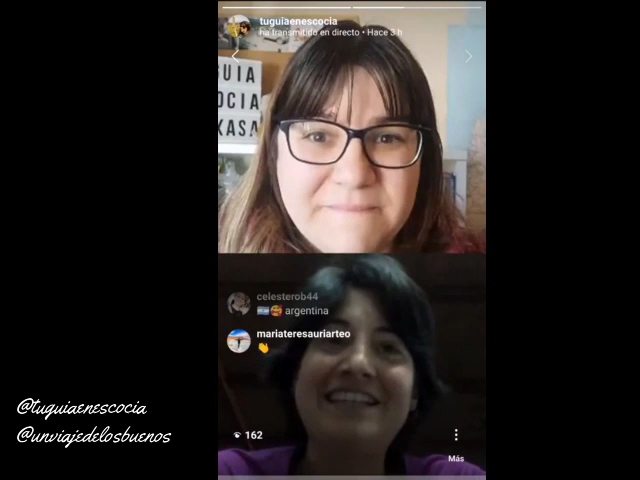 tuguiaenescocia
ha transmitido en directo • Hace 3 h
GUIA
OCIA
KASA
celesterob44
argentina
mariateresauriarteo
162
Más
@tuguiaenescocia
@unviajedelosbuenos